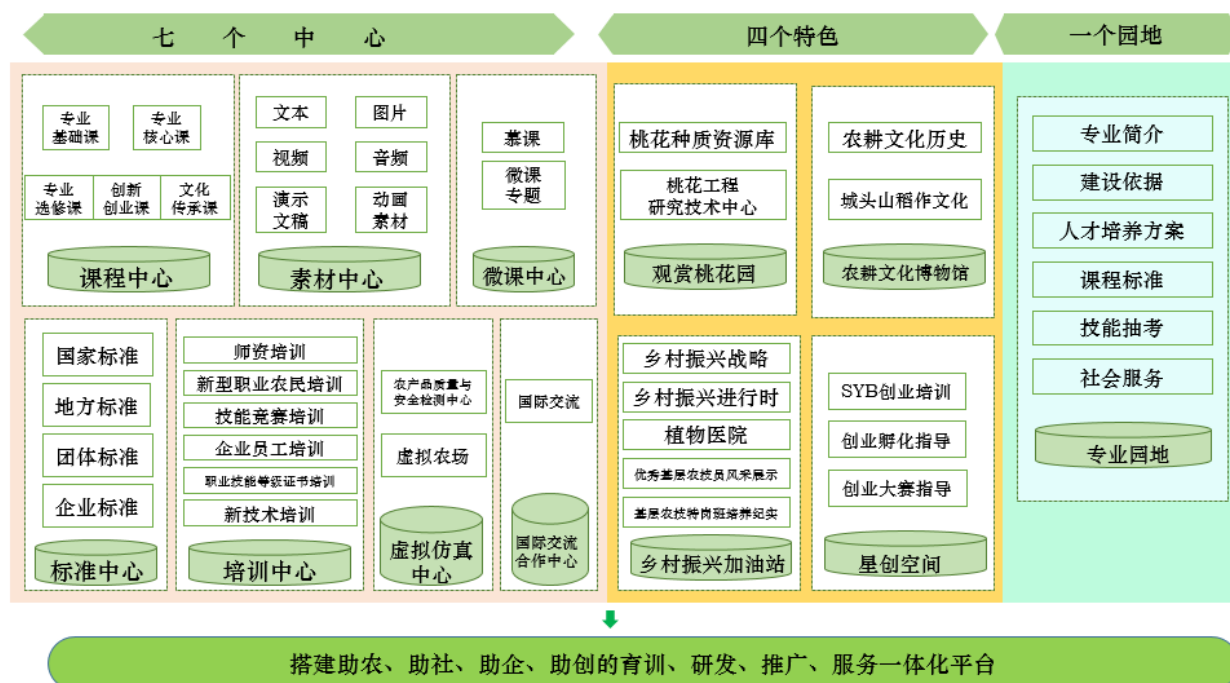 七个中心
四个特色
一个园地
专业
基础课
专业
核心课
专业
选修课
创新
创业课
文化
传承课
课程中心
文本
图片
视频
音频
演示
文稿
动画
素材
素材中心
慕课
微课
专题
微课中心
国家标准
地方标准
团体标准
企业标准
标准中心
师资培训
新型职业农民培训
技能竞赛培训
企业员工培训
职业技能等级证书培训
新技术培训
培训中心
农产品质量与
安全检测中心
虚拟农场
虚拟仿真
中心
国际交流
国际交流
合作中心
桃花种质资源库
桃花工程
研究技术中心
观赏桃花园
农耕文化历史
城头山稻作文化
农耕文化博物馆
乡村振兴战略
乡村振兴进行时
植物医院
优秀基层农技员风采展示
基层农技特岗班培养纪实
乡村振兴加油站
SYB创业培训
创业孵化指导
创业大赛指导
星创空间
专业简介
建设依据
人才培养方案
课程标准
技能抽考
社会服务
专业园地
搭建助农、助社、助企、助创的育训、研发、推广、服务一体化平台